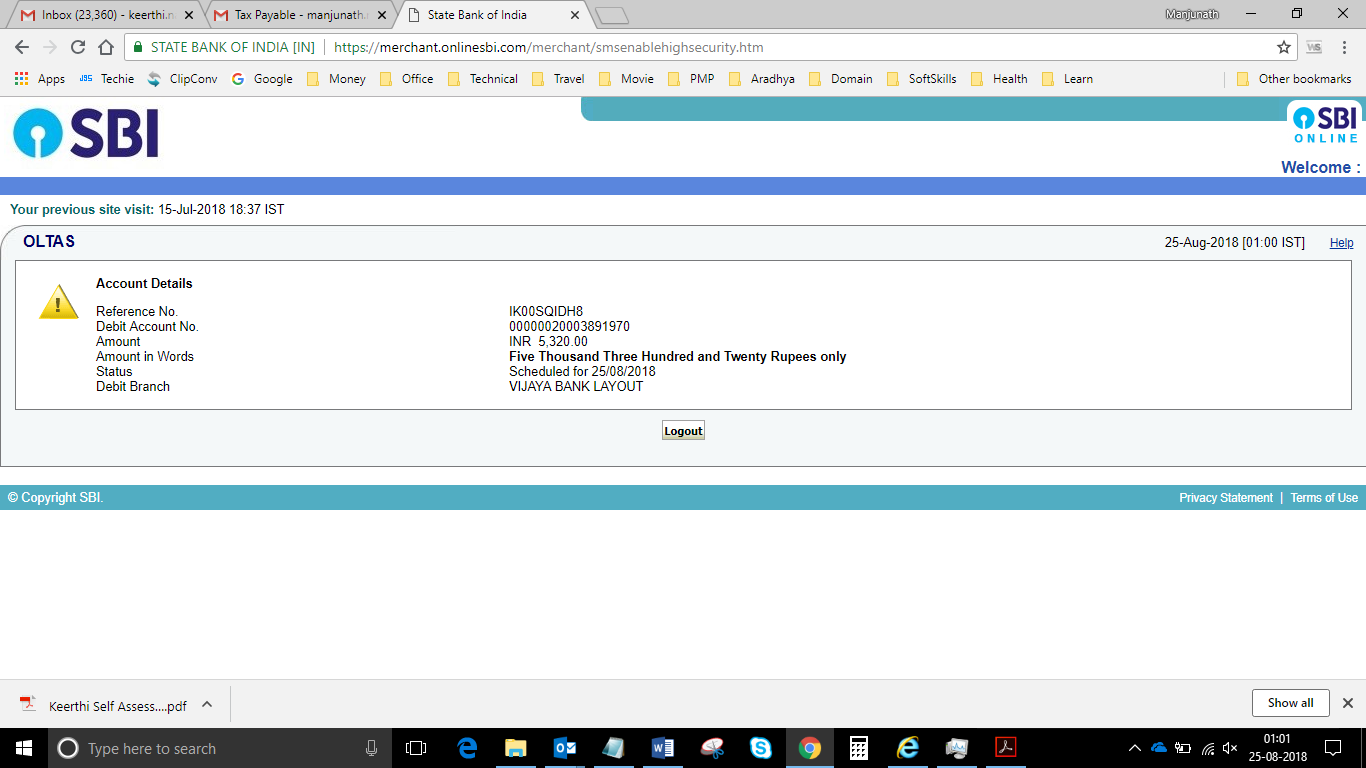 Inbox (23,360) - keerthi.n
Tax Payable - manjunath.
State Bank of India
Manjunath
STATE BANK OF INDIA [IN]
https://merchant.onlinesbi.com/merchant/smsenablehighsecurity.htm
Apps
Techie
ClipConv
Google
Money
Office
Technical
Travel
Movie
PMP
Aradhya
Domain
SoftSkills
Health
Learn
Other bookmarks
SBI
SBI
ONLINE
Welcome :
Your previous site visit: 15-Jul-2018 18:37 IST
OLTAS
25-Aug-2018 [01:00 IST]
Help
Account Details
Reference No. IK00SQIDH8
Debit Account No. 00000020003891970
Amount INR 5,320.00
Amount in Words Five Thousand Three Hundred and Twenty Rupees only
Status Scheduled for 25/08/2018
Debit Branch VIJAYA BANK LAYOUT
Logout
© Copyright SBI.
Privacy Statement | Terms of Use
Keerthi Self Assess....pdf
Show all
Type here to search
01:01
25-08-2018